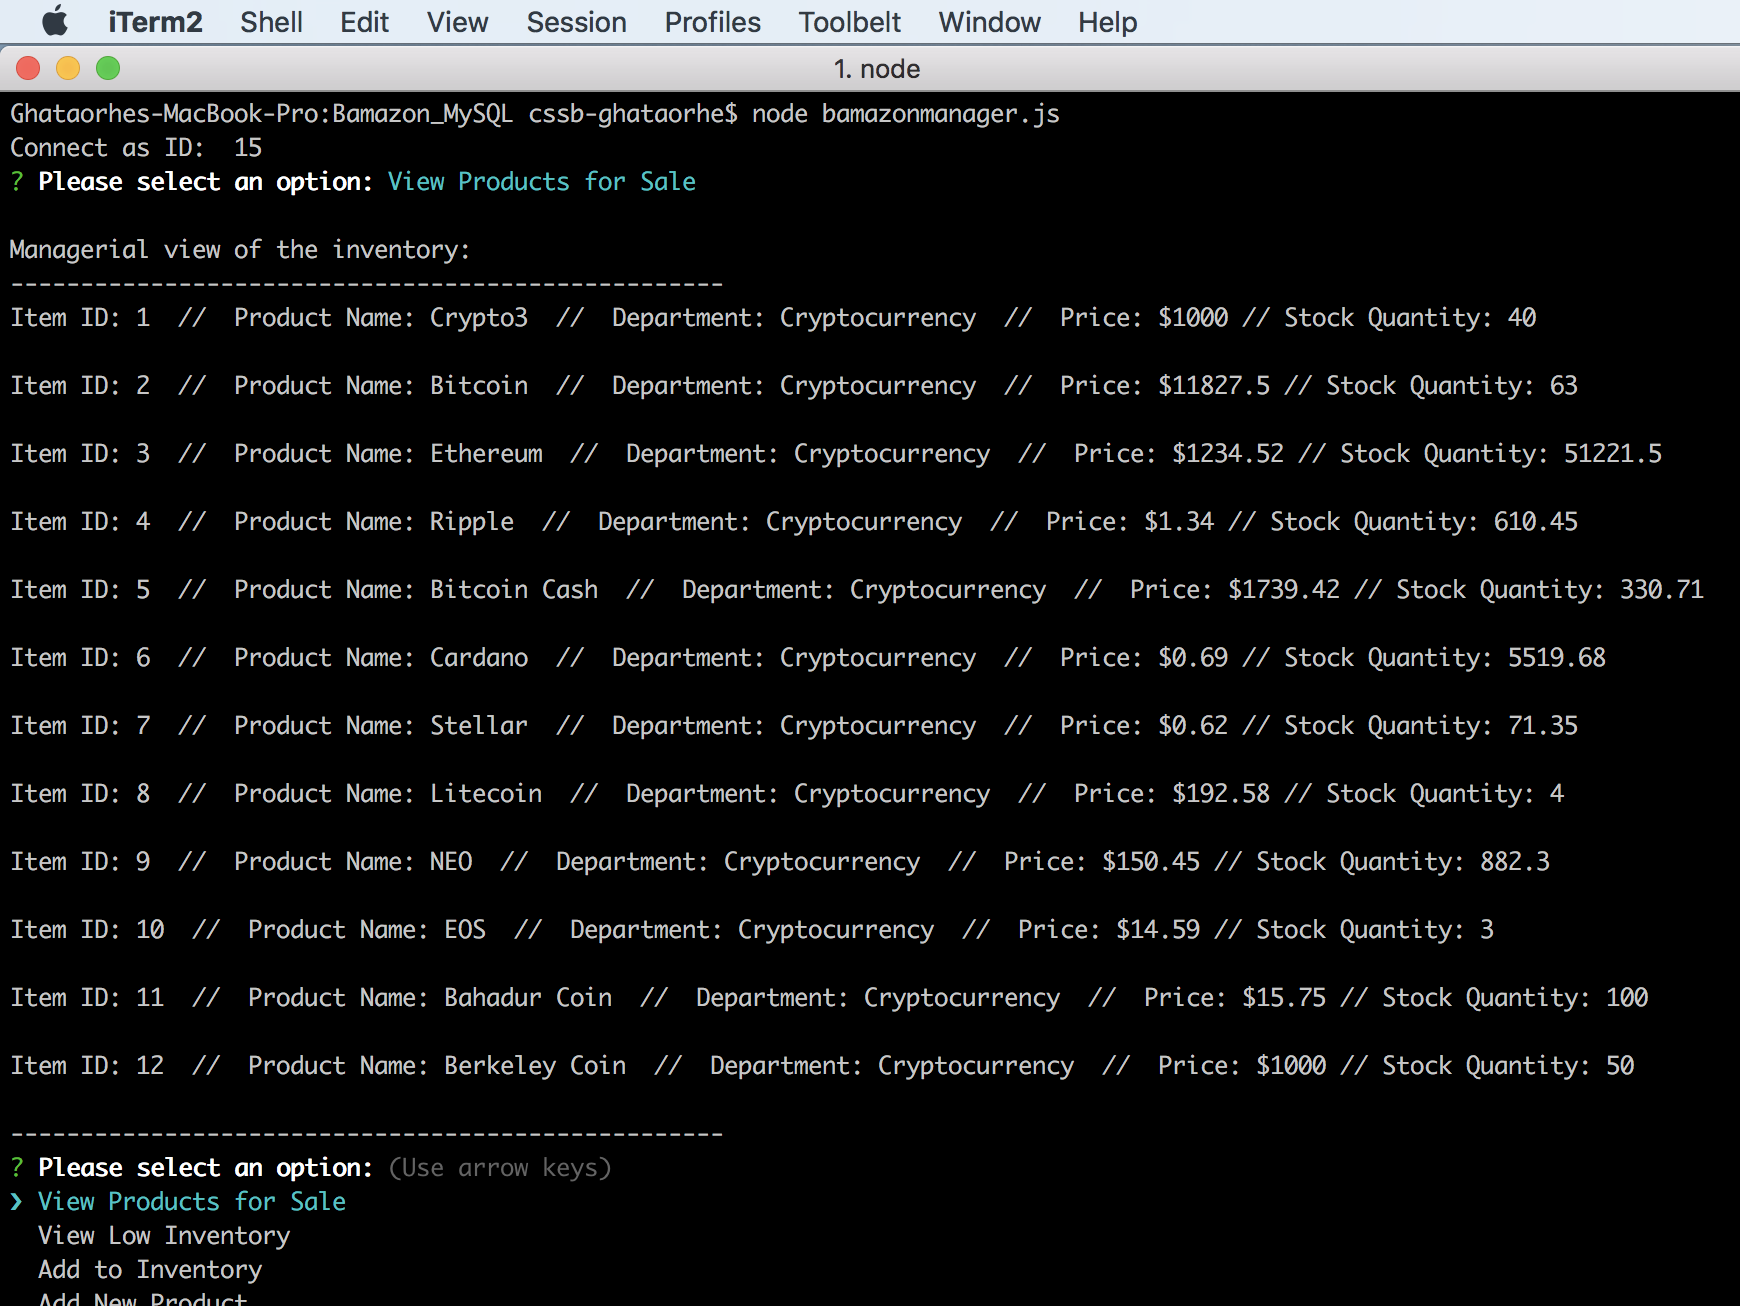 iTerm2 Shell Edit View Session Profiles Toolbelt Window Help
1. node
Ghataorhes-MacBook-Pro:Bamazon_MySQL cssb-ghataorhe$ node bamazonmanager.js
Connect as ID:  15
? Please select an option: View Products for Sale
Managerial view of the inventory:
---------------------------------------------------
Item ID: 1  //  Product Name: Crypto3  //  Department: Cryptocurrency  //  Price: $1000 // Stock Quantity: 40
Item ID: 2  //  Product Name: Bitcoin  //  Department: Cryptocurrency  //  Price: $11827.5 // Stock Quantity: 63
Item ID: 3  //  Product Name: Ethereum  //  Department: Cryptocurrency  //  Price: $1234.52 // Stock Quantity: 51221.5
Item ID: 4  //  Product Name: Ripple  //  Department: Cryptocurrency  //  Price: $1.34 // Stock Quantity: 610.45
Item ID: 5  //  Product Name: Bitcoin Cash  //  Department: Cryptocurrency  //  Price: $1739.42 // Stock Quantity: 330.71
Item ID: 6  //  Product Name: Cardano  //  Department: Cryptocurrency  //  Price: $0.69 // Stock Quantity: 5519.68
Item ID: 7  //  Product Name: Stellar  //  Department: Cryptocurrency  //  Price: $0.62 // Stock Quantity: 71.35
Item ID: 8  //  Product Name: Litecoin  //  Department: Cryptocurrency  //  Price: $192.58 // Stock Quantity: 4
Item ID: 9  //  Product Name: NEO  //  Department: Cryptocurrency  //  Price: $150.45 // Stock Quantity: 882.3
Item ID: 10  //  Product Name: EOS  //  Department: Cryptocurrency  //  Price: $14.59 // Stock Quantity: 3
Item ID: 11  //  Product Name: Bahadur Coin  //  Department: Cryptocurrency  //  Price: $15.75 // Stock Quantity: 100
Item ID: 12  //  Product Name: Berkeley Coin  //  Department: Cryptocurrency  //  Price: $1000 // Stock Quantity: 50
---------------------------------------------------
? Please select an option: (Use arrow keys)
❯ View Products for Sale
View Low Inventory
Add to Inventory
Add New Product